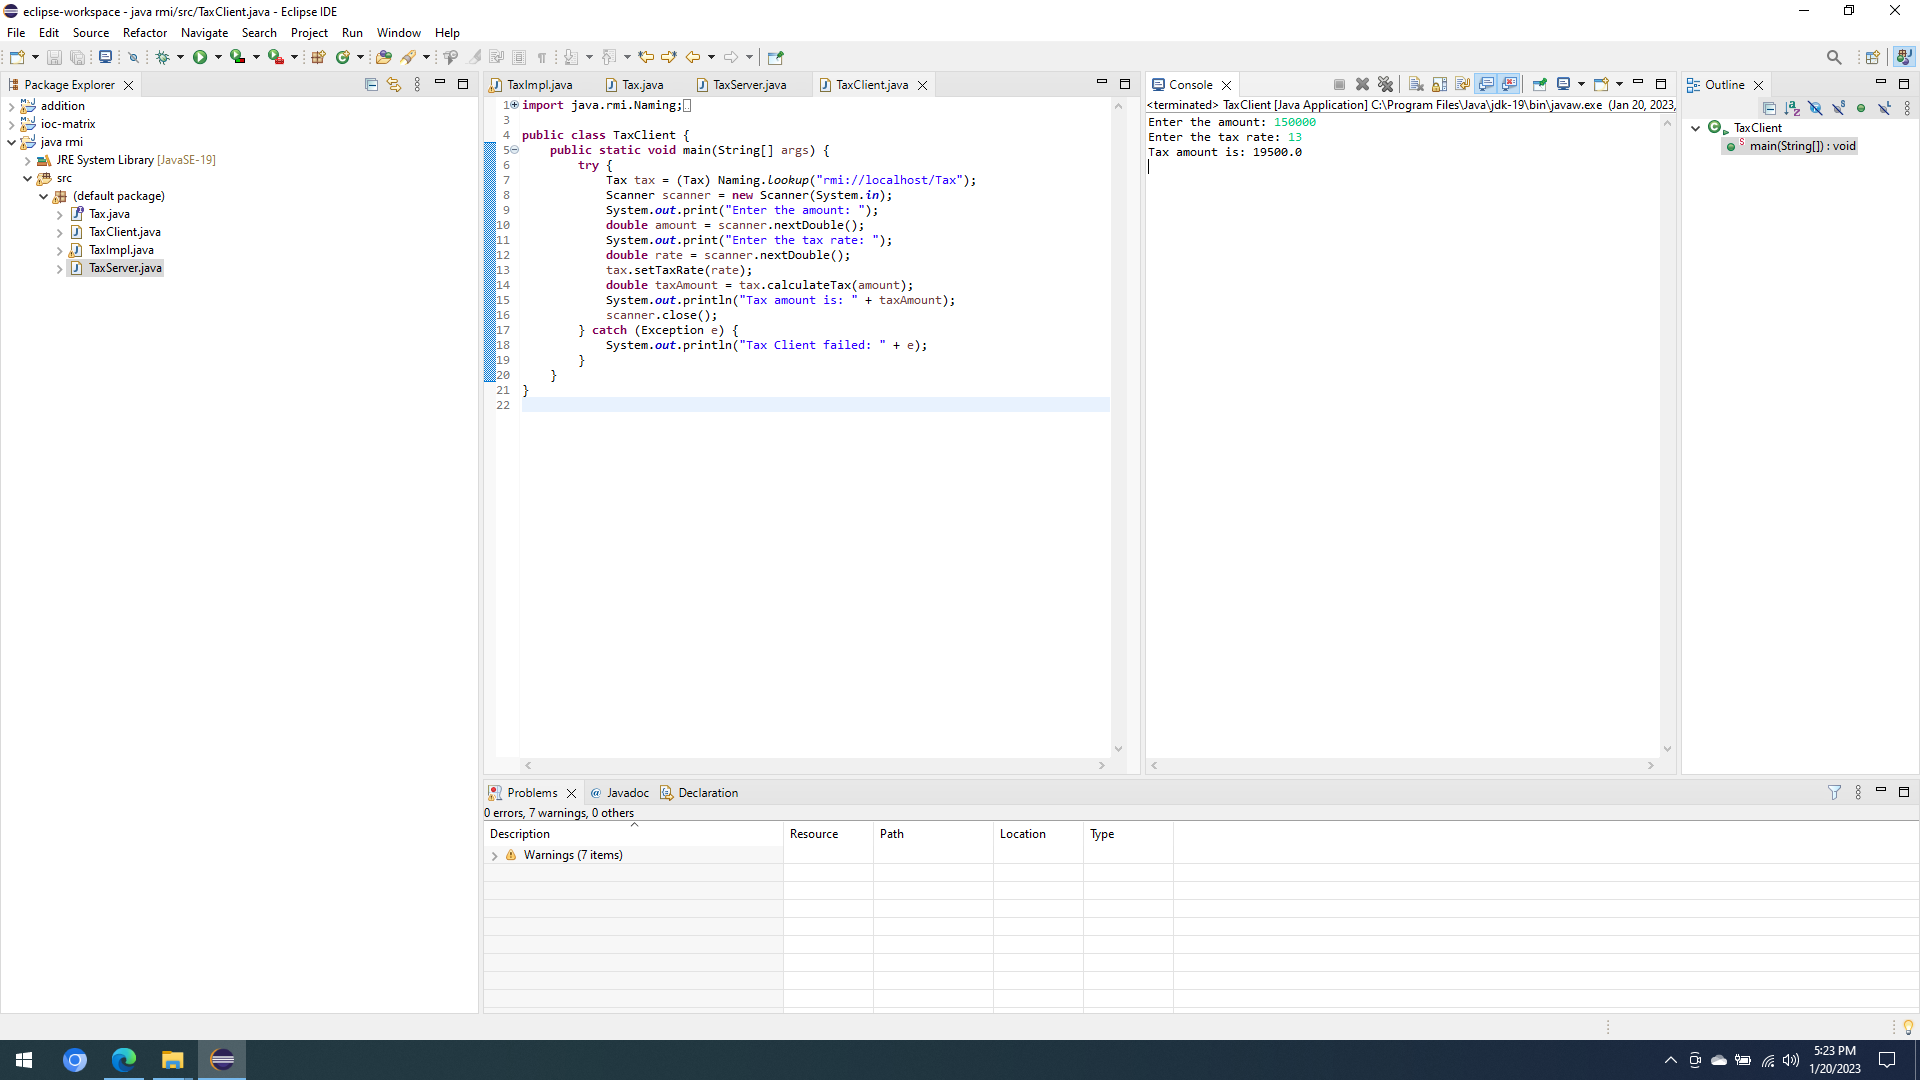 eclipse-workspace - java rmi/src/TaxClient.java - Eclipse IDE
File Edit Source Refactor Navigate Search Project Run Window Help
Package Explorer
addition
ioc-matrix
java rmi
JRE System Library [JavaSE-19]
src
(default package)
Tax.java
TaxClient.java
TaxImpl.java
TaxServer.java
TaxImpl.java Tax.java TaxServer.java TaxClient.java
1 import java.rmi.Naming;
3
4 public class TaxClient {
5 public static void main(String[] args) {
6 try {
7 Tax tax = (Tax) Naming.lookup("rmi://localhost/Tax");
8 Scanner scanner = new Scanner(System.in);
9 System.out.print("Enter the amount: ");
10 double amount = scanner.nextDouble();
11 System.out.print("Enter the tax rate: ");
12 double rate = scanner.nextDouble();
13 tax.setTaxRate(rate);
14 double taxAmount = tax.calculateTax(amount);
15 System.out.println("Tax amount is: " + taxAmount);
16 scanner.close();
17 } catch (Exception e) {
18 System.out.println("Tax Client failed: " + e);
19 }
20 }
21 }
22
Console
<terminated> TaxClient [Java Application] C:\Program Files\Java\jdk-19\bin\javaw.exe (Jan 20, 2023,
Enter the amount: 150000
Enter the tax rate: 13
Tax amount is: 19500.0
Outline
TaxClient
main(String[]) : void
Problems Javadoc Declaration
0 errors, 7 warnings, 0 others
Description Resource Path Location Type
Warnings (7 items)
5:23 PM
1/20/2023